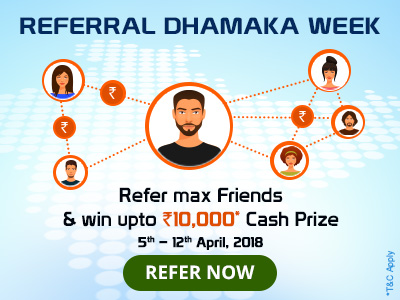 REFERRAL DHAMAKA WEEK
₹
₹
₹
Refer max Friends
& win upto ₹10,000* Cash Prize
5th – 12th April, 2018
REFER NOW
*T&C Apply